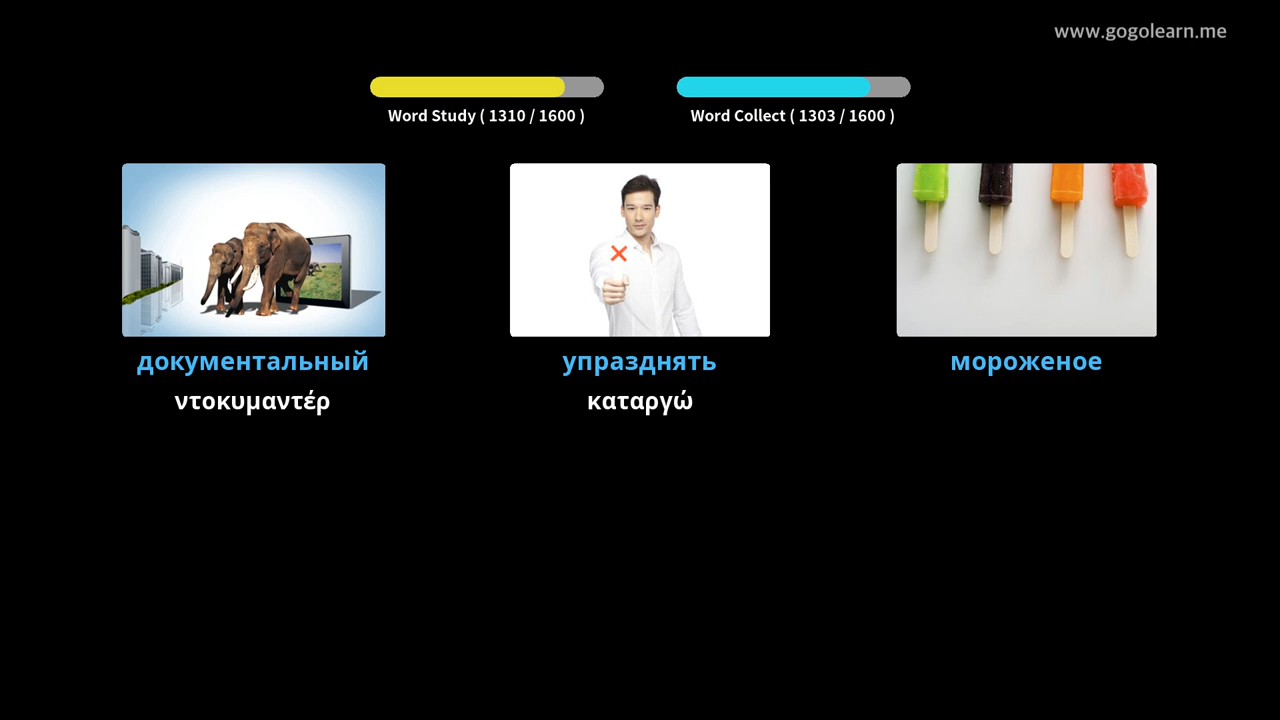 www.gogolearn.me
Word Study ( 1310 / 1600 )
Word Collect ( 1303 / 1600 )
документальный
упразднять
мороженое
ντοκυμαντέρ
καταργώ